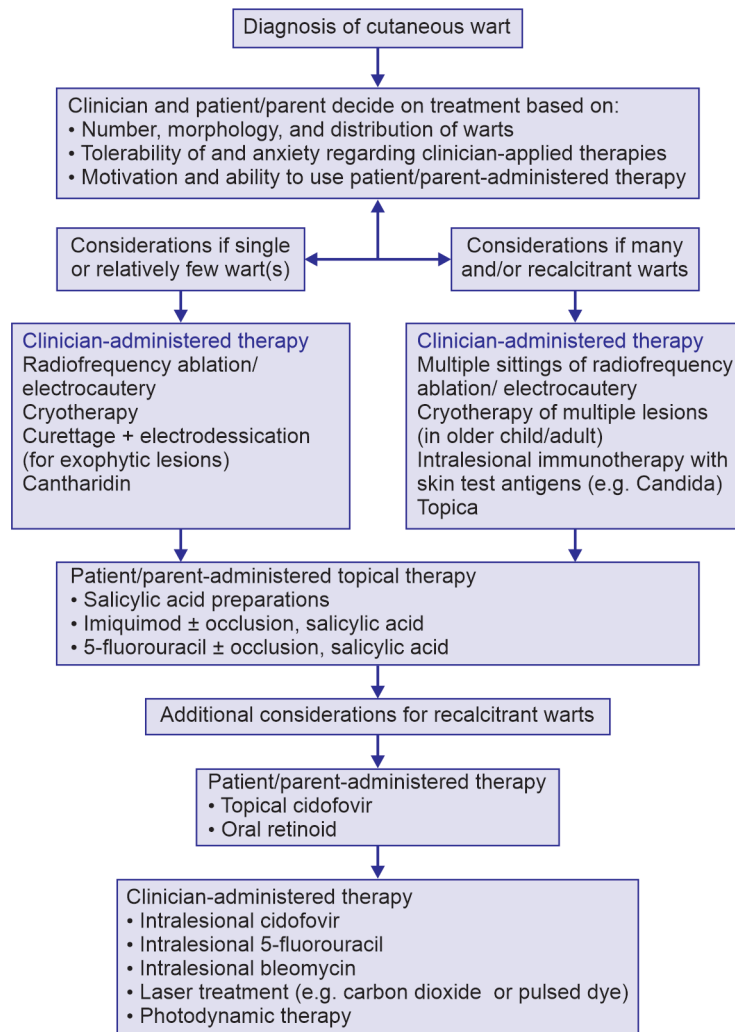 Diagnosis of cutaneous wart
Clinician and patient/parent decide on treatment based on:
• Number, morphology, and distribution of warts
• Tolerability of and anxiety regarding clinician-applied therapies
• Motivation and ability to use patient/parent-administered therapy
Considerations if single
or relatively few wart(s)
Considerations if many
and/or recalcitrant warts
Clinician-administered therapy
Radiofrequency ablation/
electrocautery
Cryotherapy
Curettage + electrodessication
(for exophytic lesions)
Cantharidin
Clinician-administered therapy
Multiple sittings of radiofrequency
ablation/ electrocautery
Cryotherapy of multiple lesions
(in older child/adult)
Intralesional immunotherapy with
skin test antigens (e.g. Candida)
Topica
Patient/parent-administered topical therapy
• Salicylic acid preparations
• Imiquimod ± occlusion, salicylic acid
• 5-fluorouracil ± occlusion, salicylic acid
Additional considerations for recalcitrant warts
Patient/parent-administered therapy
• Topical cidofovir
• Oral retinoid
Clinician-administered therapy
• Intralesional cidofovir
• Intralesional 5-fluorouracil
• Intralesional bleomycin
• Laser treatment (e.g. carbon dioxide or pulsed dye)
• Photodynamic therapy